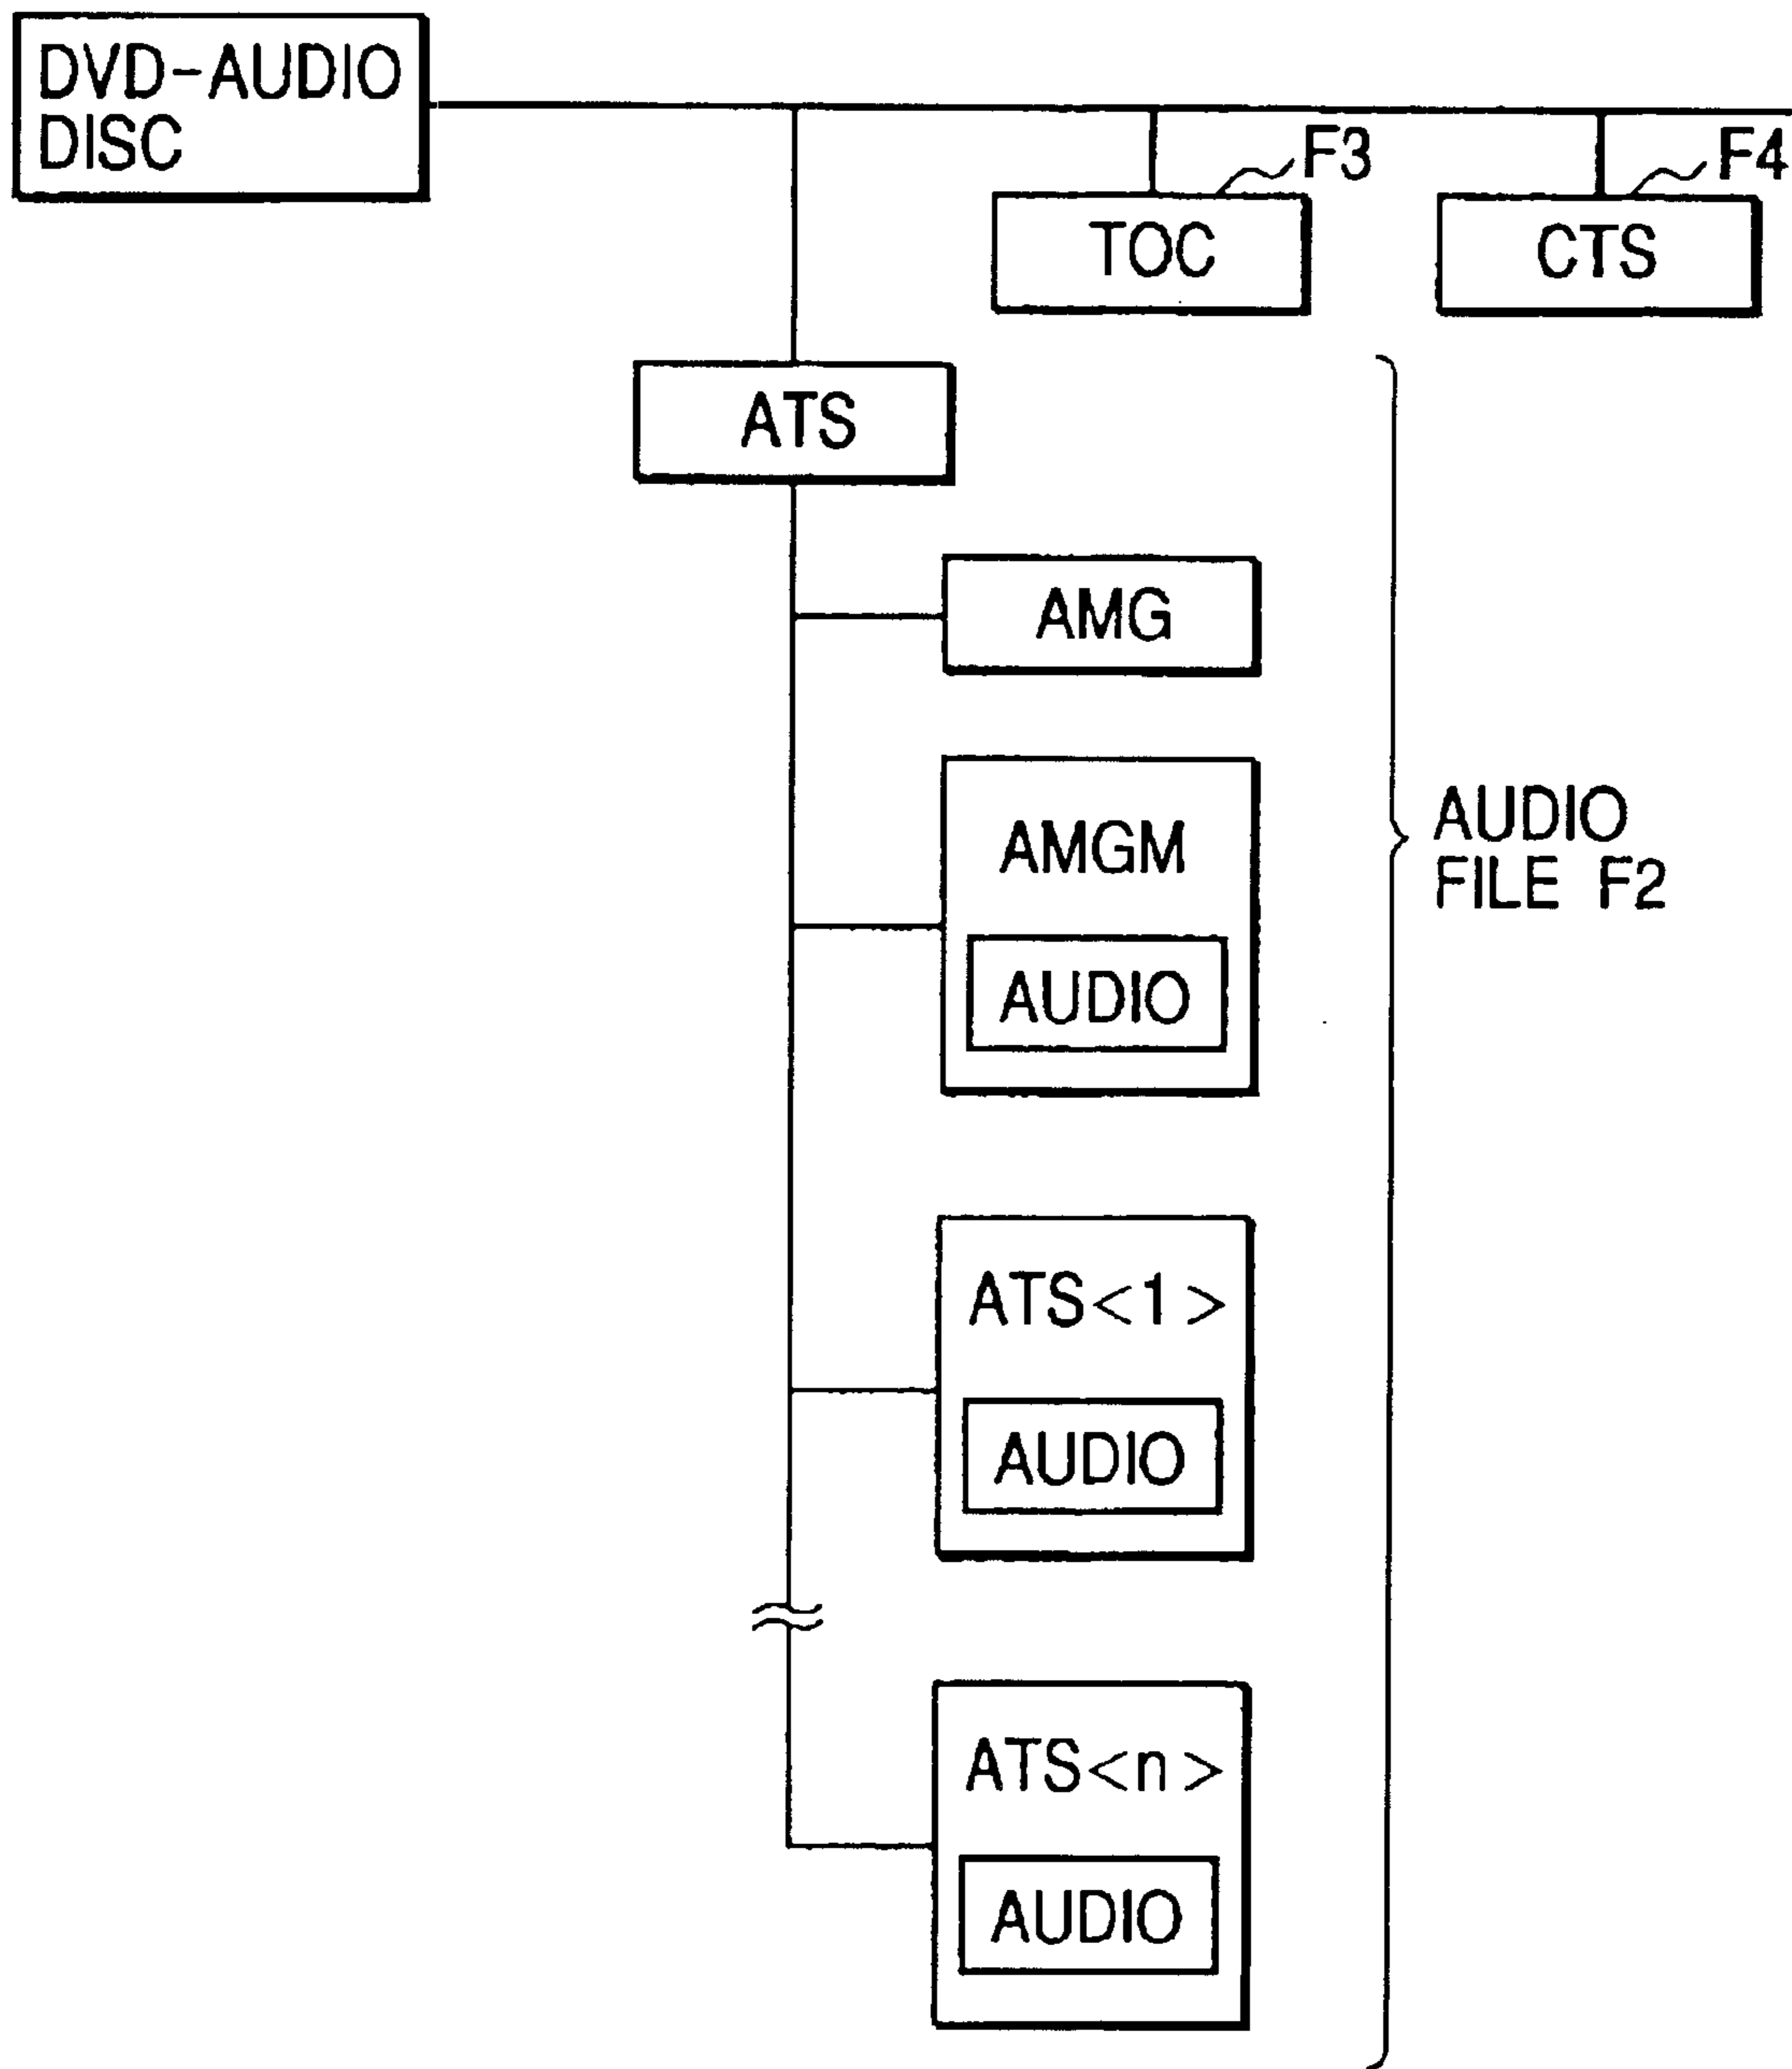 DVD-AUDIO
DISC
F3
F4
TOC
CTS
ATS
AMG
AMGM
AUDIO
AUDIO
FILE F2
ATS<1>
AUDIO
ATS<n>
AUDIO